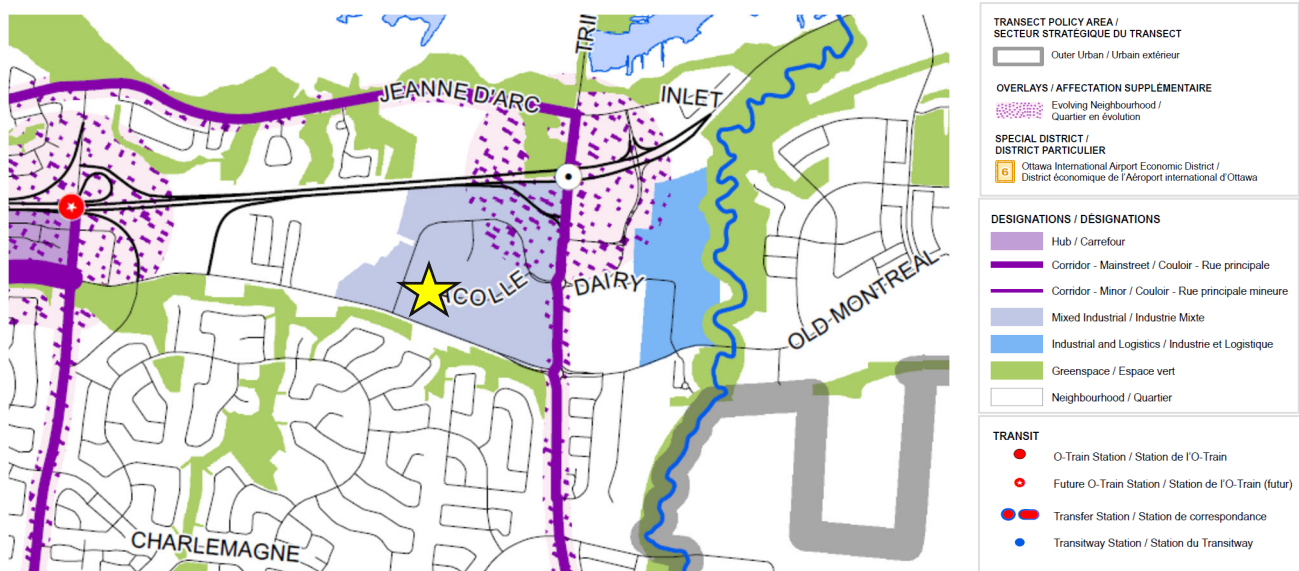 JEANNE D'ARC
INLET
DAIRY
OLD MONTREAL
CHARLEMAGNE
TRANSECT POLICY AREA /
SECTEUR STRATÉGIQUE DU TRANSECT
Outer Urban / Urbain extérieur
OVERLAYS / AFFECTATION SUPPLÉMENTAIRE
Evolving Neighbourhood /
Quartier en évolution
SPECIAL DISTRICT /
DISTRICT PARTICULIER
6
Ottawa International Airport Economic District /
District économique de l'Aéroport international d'Ottawa
DESIGNATIONS / DÉSIGNATIONS
Hub / Carrefour
Corridor - Mainstreet / Couloir - Rue principale
Corridor - Minor / Couloir - Rue principale mineure
Mixed Industrial / Industrie Mixte
Industrial and Logistics / Industrie et Logistique
Greenspace / Espace vert
Neighbourhood / Quartier
TRANSIT
O-Train Station / Station de l'O-Train
Future O-Train Station / Station de l'O-Train (futur)
Transfer Station / Station de correspondance
Transitway Station / Station du Transitway